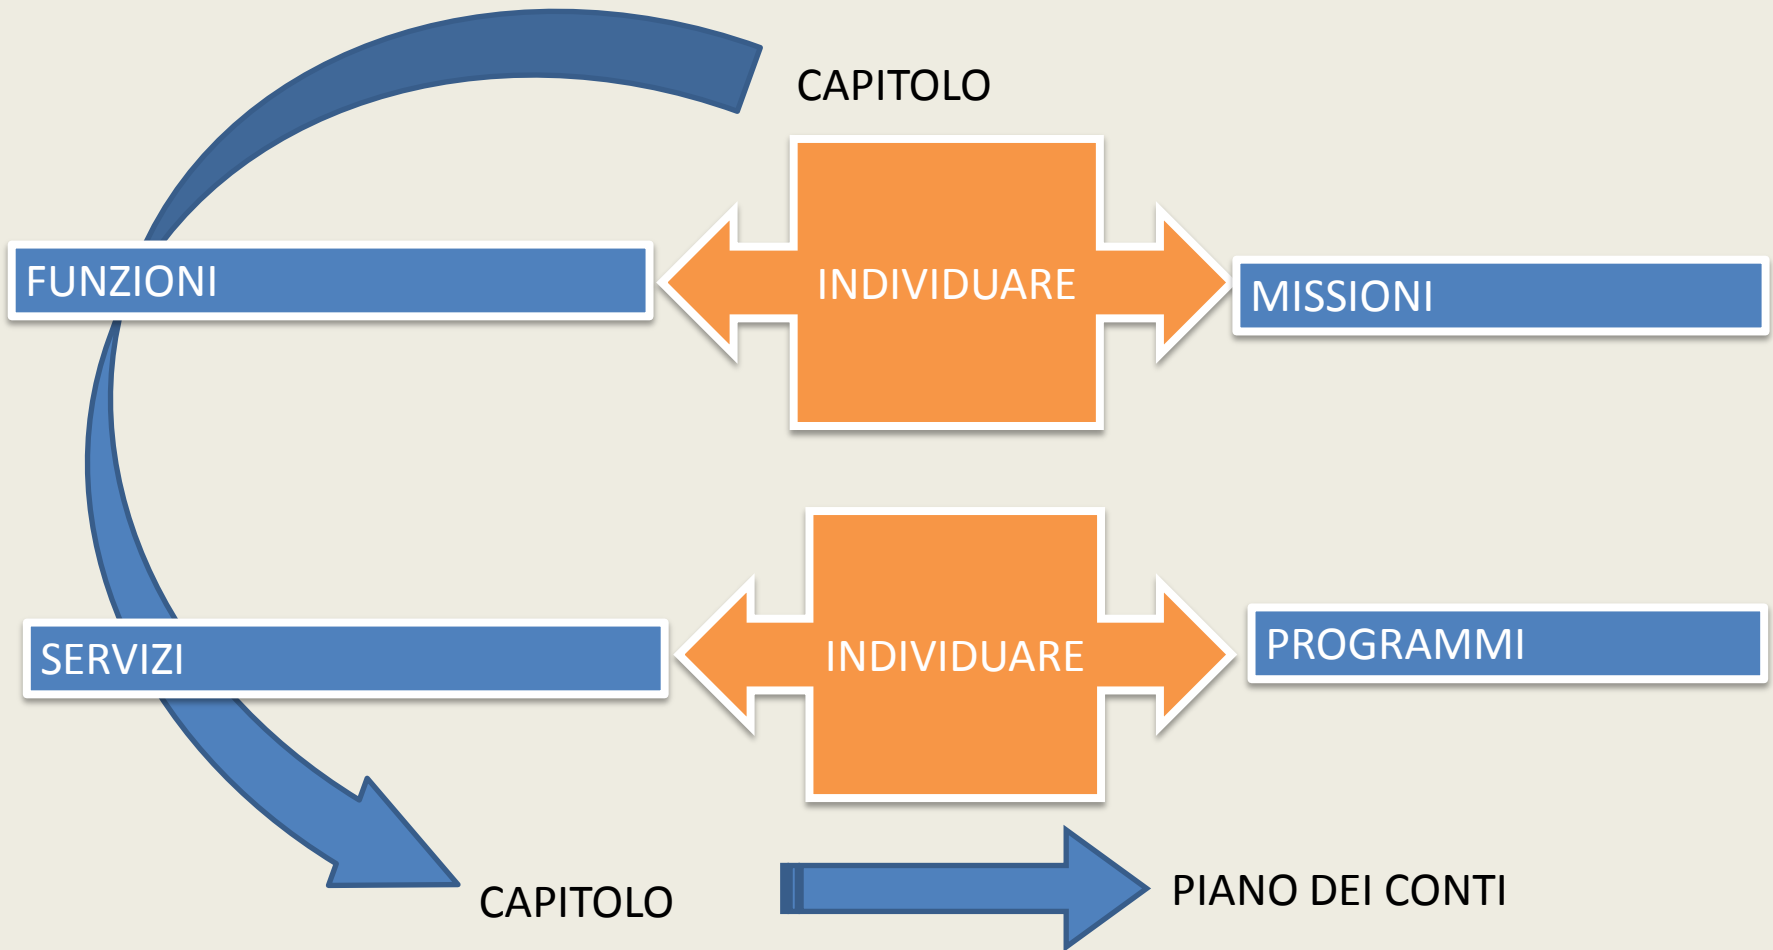 CAPITOLO
FUNZIONI
INDIVIDUARE
MISSIONI
SERVIZI
INDIVIDUARE
PROGRAMMI
CAPITOLO
PIANO DEI CONTI